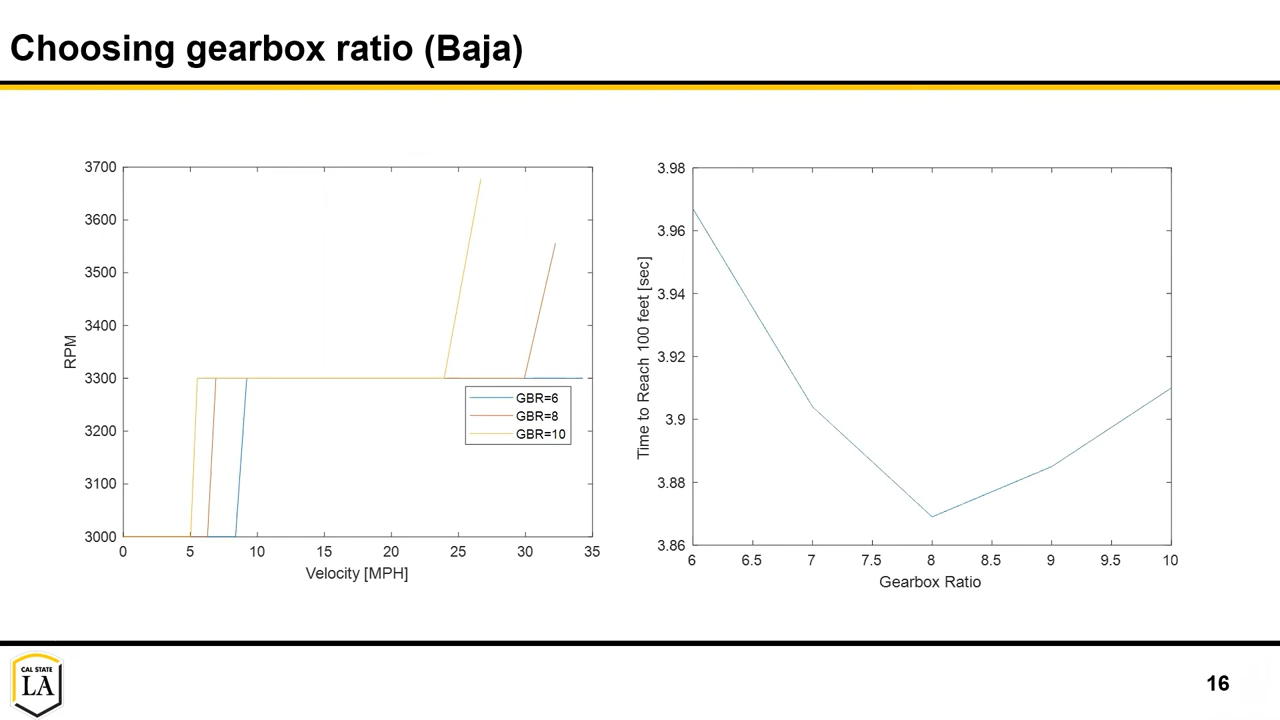 Choosing gearbox ratio (Baja)
3700
3600
3500
3400
3300
3200
3100
3000
RPM
0 5 10 15 20 25 30 35
Velocity [MPH]
GBR=6
GBR=8
GBR=10
3.98
3.96
3.94
3.92
3.9
3.88
3.86
Time to Reach 100 feet [sec]
6 6.5 7 7.5 8 8.5 9 9.5 10
Gearbox Ratio
CAL STATE
LA
16